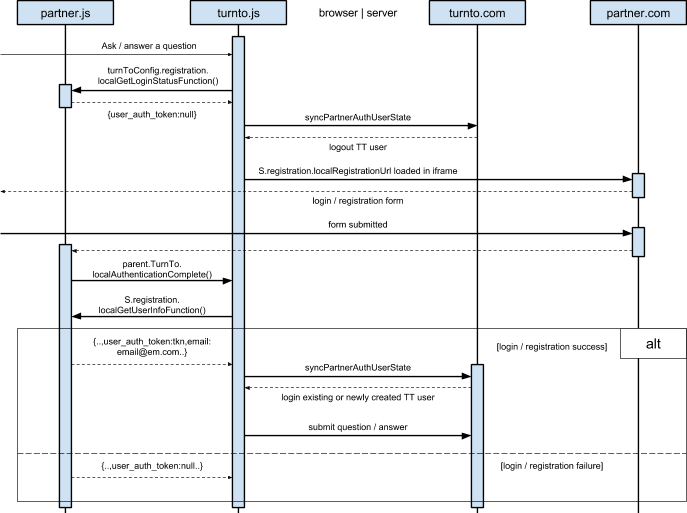 partner.js
turnto.js
browser | server
turnto.com
partner.com
Ask / answer a question
turnToConfig.registration.
localGetLoginStatusFunction()
{user_auth_token:null}
syncPartnerAuthUserState
logout TT user
S.registration.localRegistrationUrl loaded in iframe
login / registration form
form submitted
parent.TurnTo.
localAuthenticationComplete()
S.registration.
localGetUserInfoFunction()
alt
{..,user_auth_token:tkn,email:
email@em.com..}
[login / registration success]
syncPartnerAuthUserState
login existing or newly created TT user
submit question / answer
{..,user_auth_token:null..}
[login / registration failure]